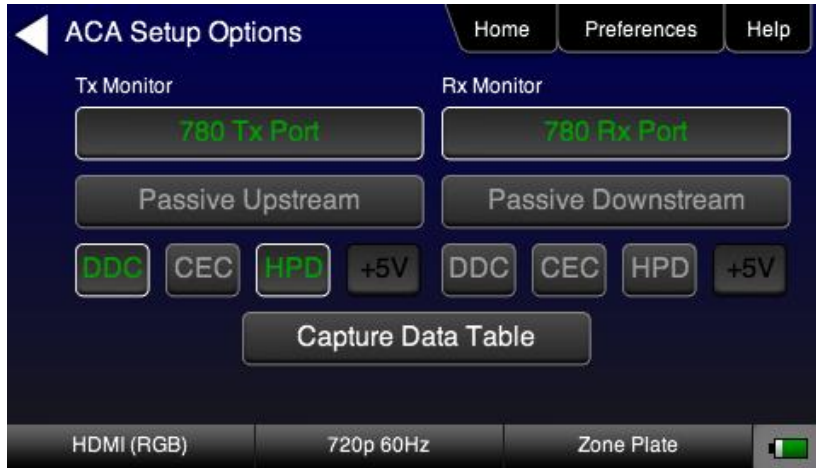 ACA Setup Options
Home
Preferences
Help
Tx Monitor
Rx Monitor
780 Tx Port
780 Rx Port
Passive Upstream
Passive Downstream
DDC CEC HPD +5V
DDC CEC HPD +5V
Capture Data Table
HDMI (RGB)
720p 60Hz
Zone Plate